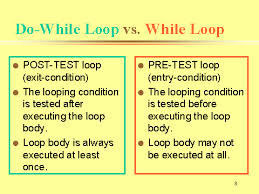 Do-While Loop vs. While Loop
POST-TEST loop
(exit-condition)
The looping condition
is tested after
executing the loop
body.
Loop body is always
executed at least
once.
PRE-TEST loop
(entry-condition)
The looping condition
is tested before
executing the loop
body.
Loop body may not
be executed at all.
8